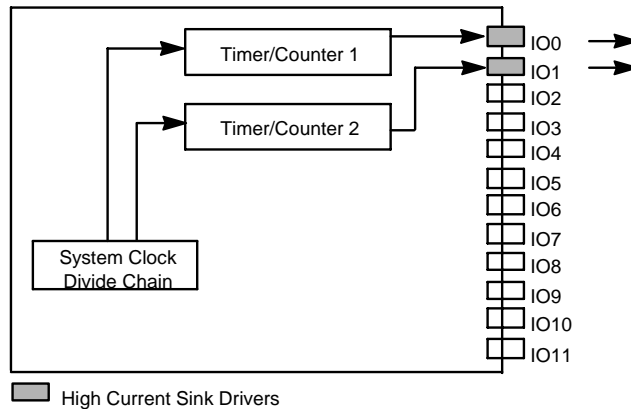 Timer/Counter 1
Timer/Counter 2
System Clock
Divide Chain
IO0
IO1
IO2
IO3
IO4
IO5
IO6
IO7
IO8
IO9
IO10
IO11
High Current Sink Drivers